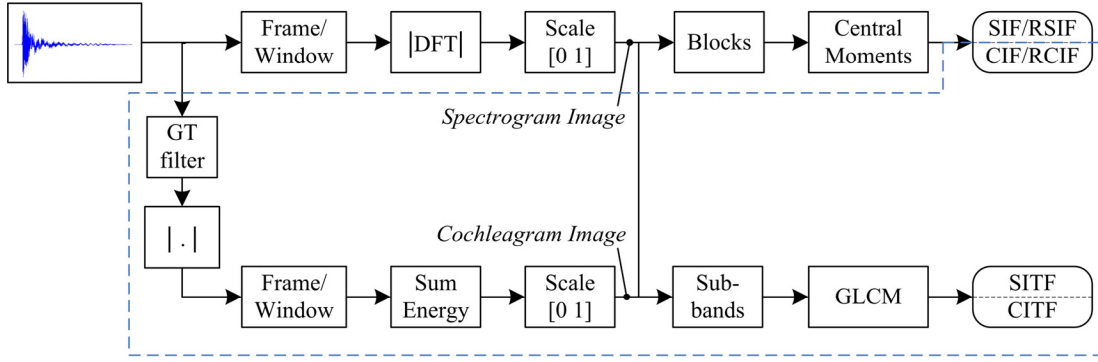 Frame/
Window
|DFT|
Scale
[0 1]
Blocks
Central
Moments
SIF/RSIF
CIF/RCIF
Spectrogram Image
GT
filter
| . |
Cochleagram Image
Frame/
Window
Sum
Energy
Scale
[0 1]
Sub-
bands
GLCM
SITF
CITF